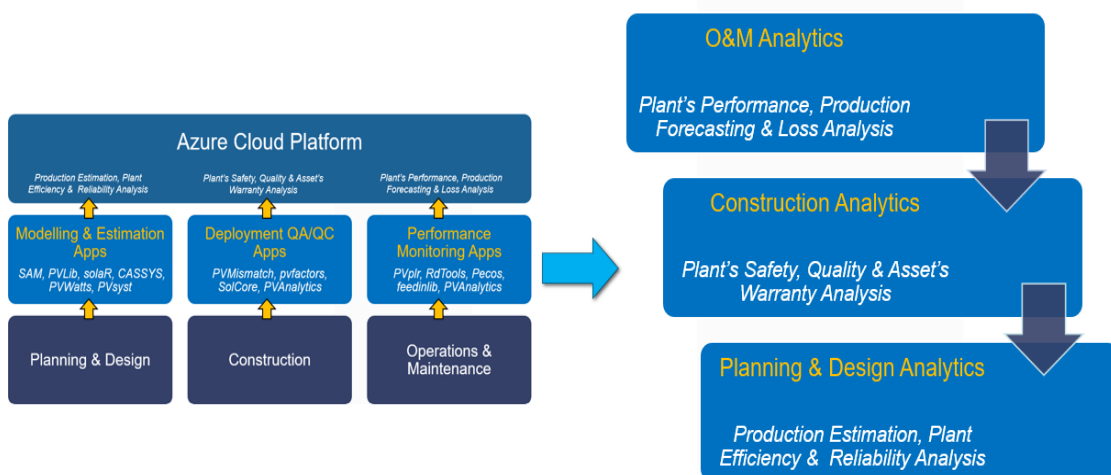 Azure Cloud Platform
Production Estimation, Plant
Efficiency & Reliability Analysis
Plant's Safety, Quality & Asset's
Warranty Analysis
Plant's Performance, Production
Forecasting & Loss Analysis
Modelling & Estimation
Apps
SAM, PVLib, solaR, CASSYS,
PVWatts, PVsyst
Deployment QA/QC
Apps
PVMismatch, pvfactors,
SolCore, PVAnalytics
Performance
Monitoring Apps
PVplr, RdTools, Pecos,
feedinlib, PVAnalytics
Planning & Design
Construction
Operations &
Maintenance
O&M Analytics
Plant's Performance, Production
Forecasting & Loss Analysis
Construction Analytics
Plant's Safety, Quality & Asset's
Warranty Analysis
Planning & Design Analytics
Production Estimation, Plant
Efficiency & Reliability Analysis